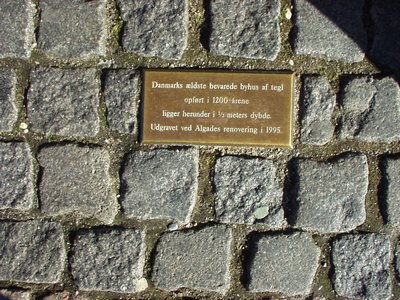 Danmarks ældste bevarede byhus af tegl
opført i 1200-årene
ligger herunder i ½ meters dybde.
Udgravet ved Algades renovering i 1995.